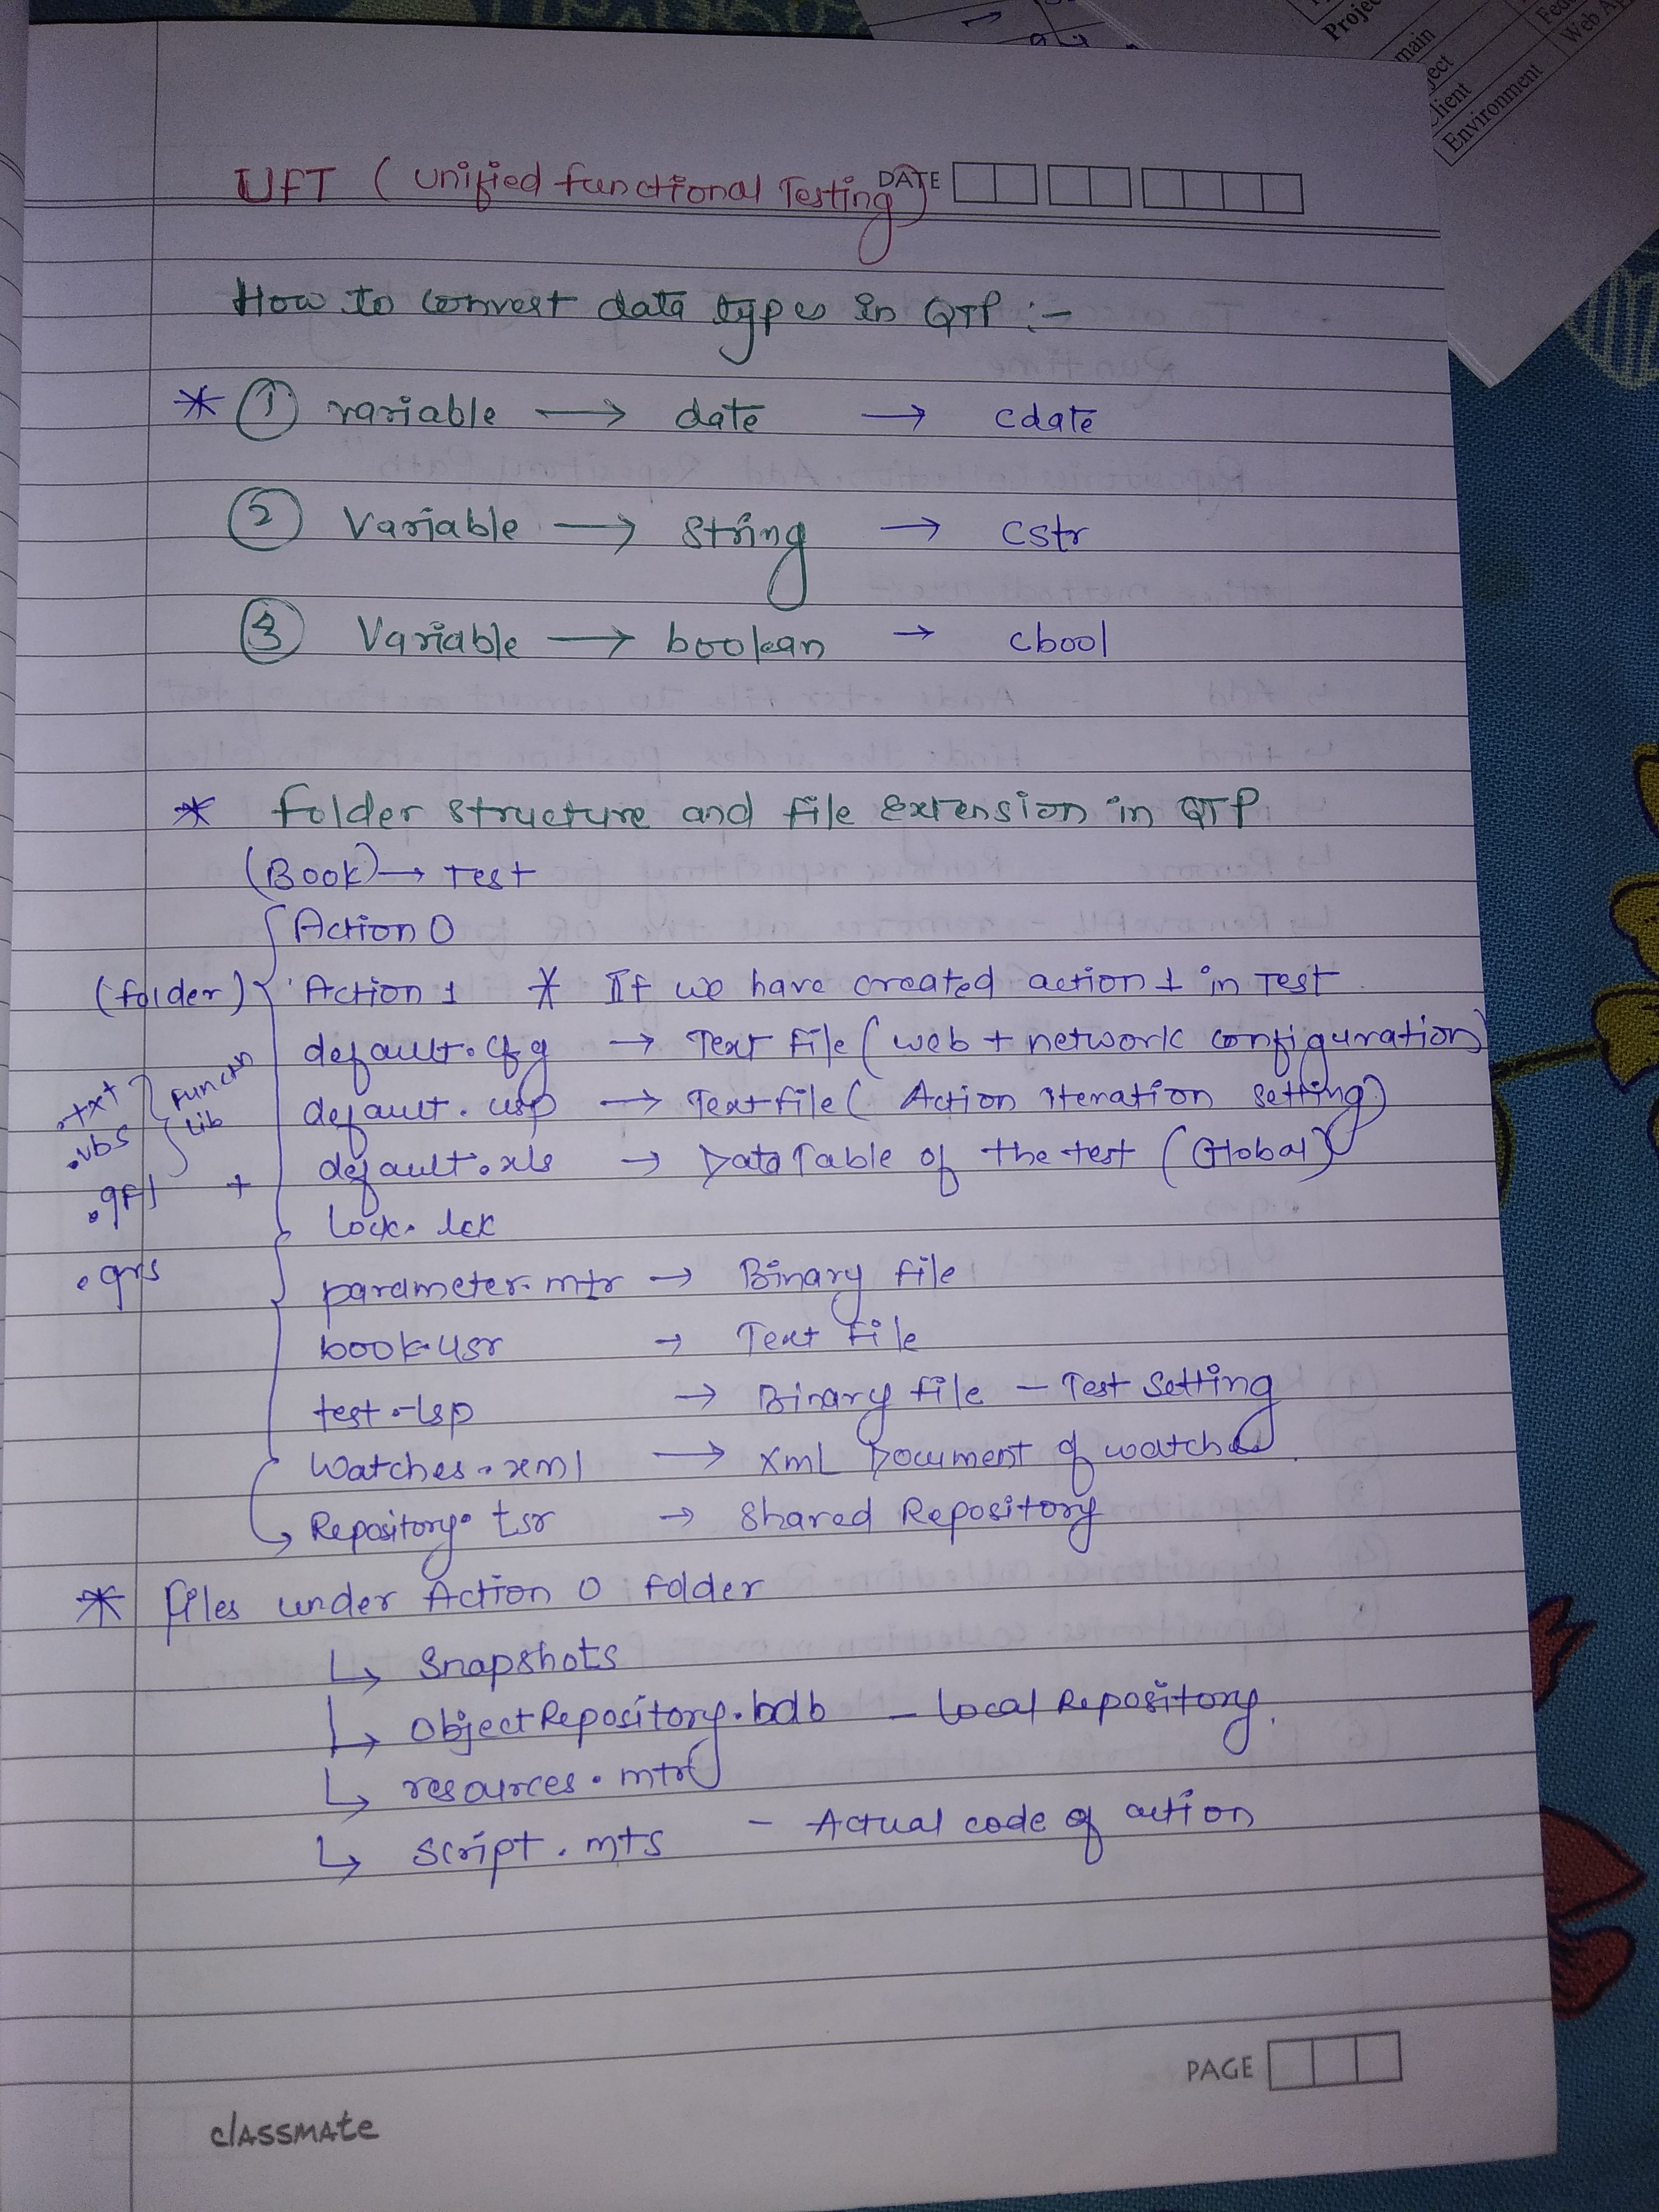 Project
main
ject
Client
Environment
Web
UFT (Unified Functional Testing)
DATE
How to convert data types in QTP :-
* ① variable → date → cdate
② Variable → string → cstr
③ Variable → boolean → cbool
* Folder structure and file extension in QTP
(Book) → Test
Action 0
(folder) Action 1 * If we have created action 1 in Test
default.cfg → Text file (web + network configuration)
default.usp → Text file (Action iteration setting)
default.xls → Data Table of the test (Global)
.txt
.vbs
.qfl
Function Lib
+
.qrs
lock.lck
parameter.mtr → Binary file
book.usr → Text file
test.tsp → Binary file - Test Setting
Watches.xml → XML Document of watches
Repository.tsr → Shared Repository
* files under Action 0 folder
↳ Snapshots
↳ ObjectRepository.bdb - local Repository.
↳ resources.mtr
↳ script.mts - Actual code of action
PAGE
classmate